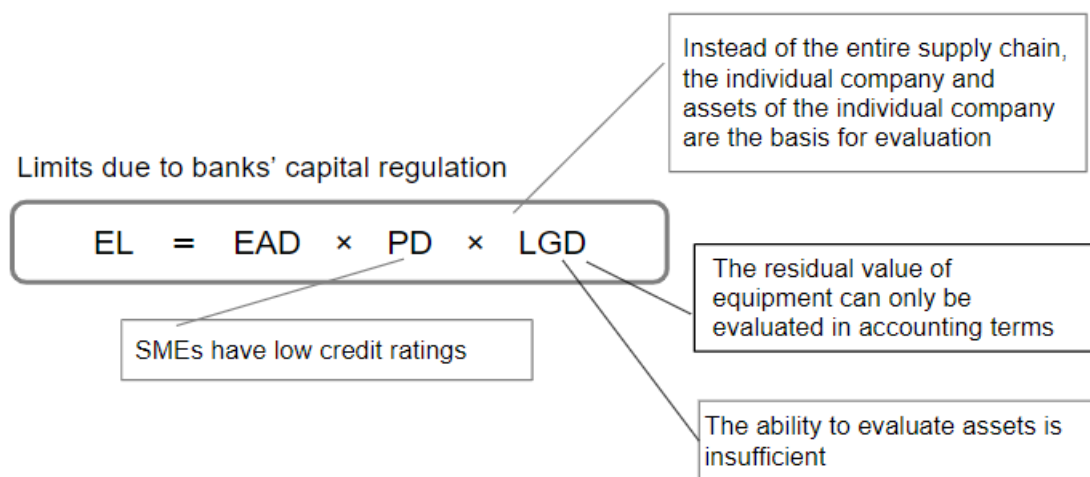 Instead of the entire supply chain,
the individual company and
assets of the individual company
are the basis for evaluation
Limits due to banks' capital regulation
EL = EAD × PD × LGD
The residual value of
equipment can only be
evaluated in accounting terms
SMEs have low credit ratings
The ability to evaluate assets is
insufficient